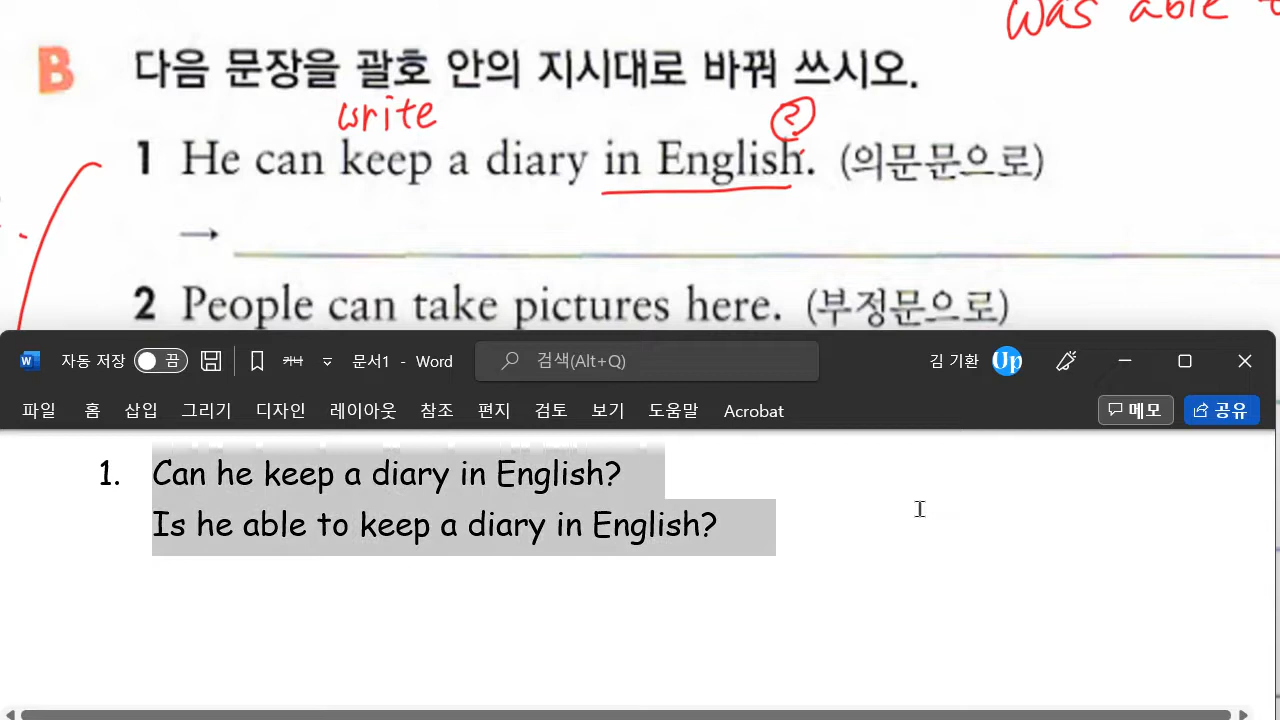 was able
B 다음 문장을 괄호 안의 지시대로 바꿔 쓰시오.
write
?
1 He can keep a diary in English. (의문문으로)
→
2 People can take pictures here. (부정문으로)
자동 저장 끔 가나 문서1 - Word 검색(Alt+Q) 김 기환 Up
파일 홈 삽입 그리기 디자인 레이아웃 참조 편지 검토 보기 도움말 Acrobat 메모 공유
1. Can he keep a diary in English?
Is he able to keep a diary in English?